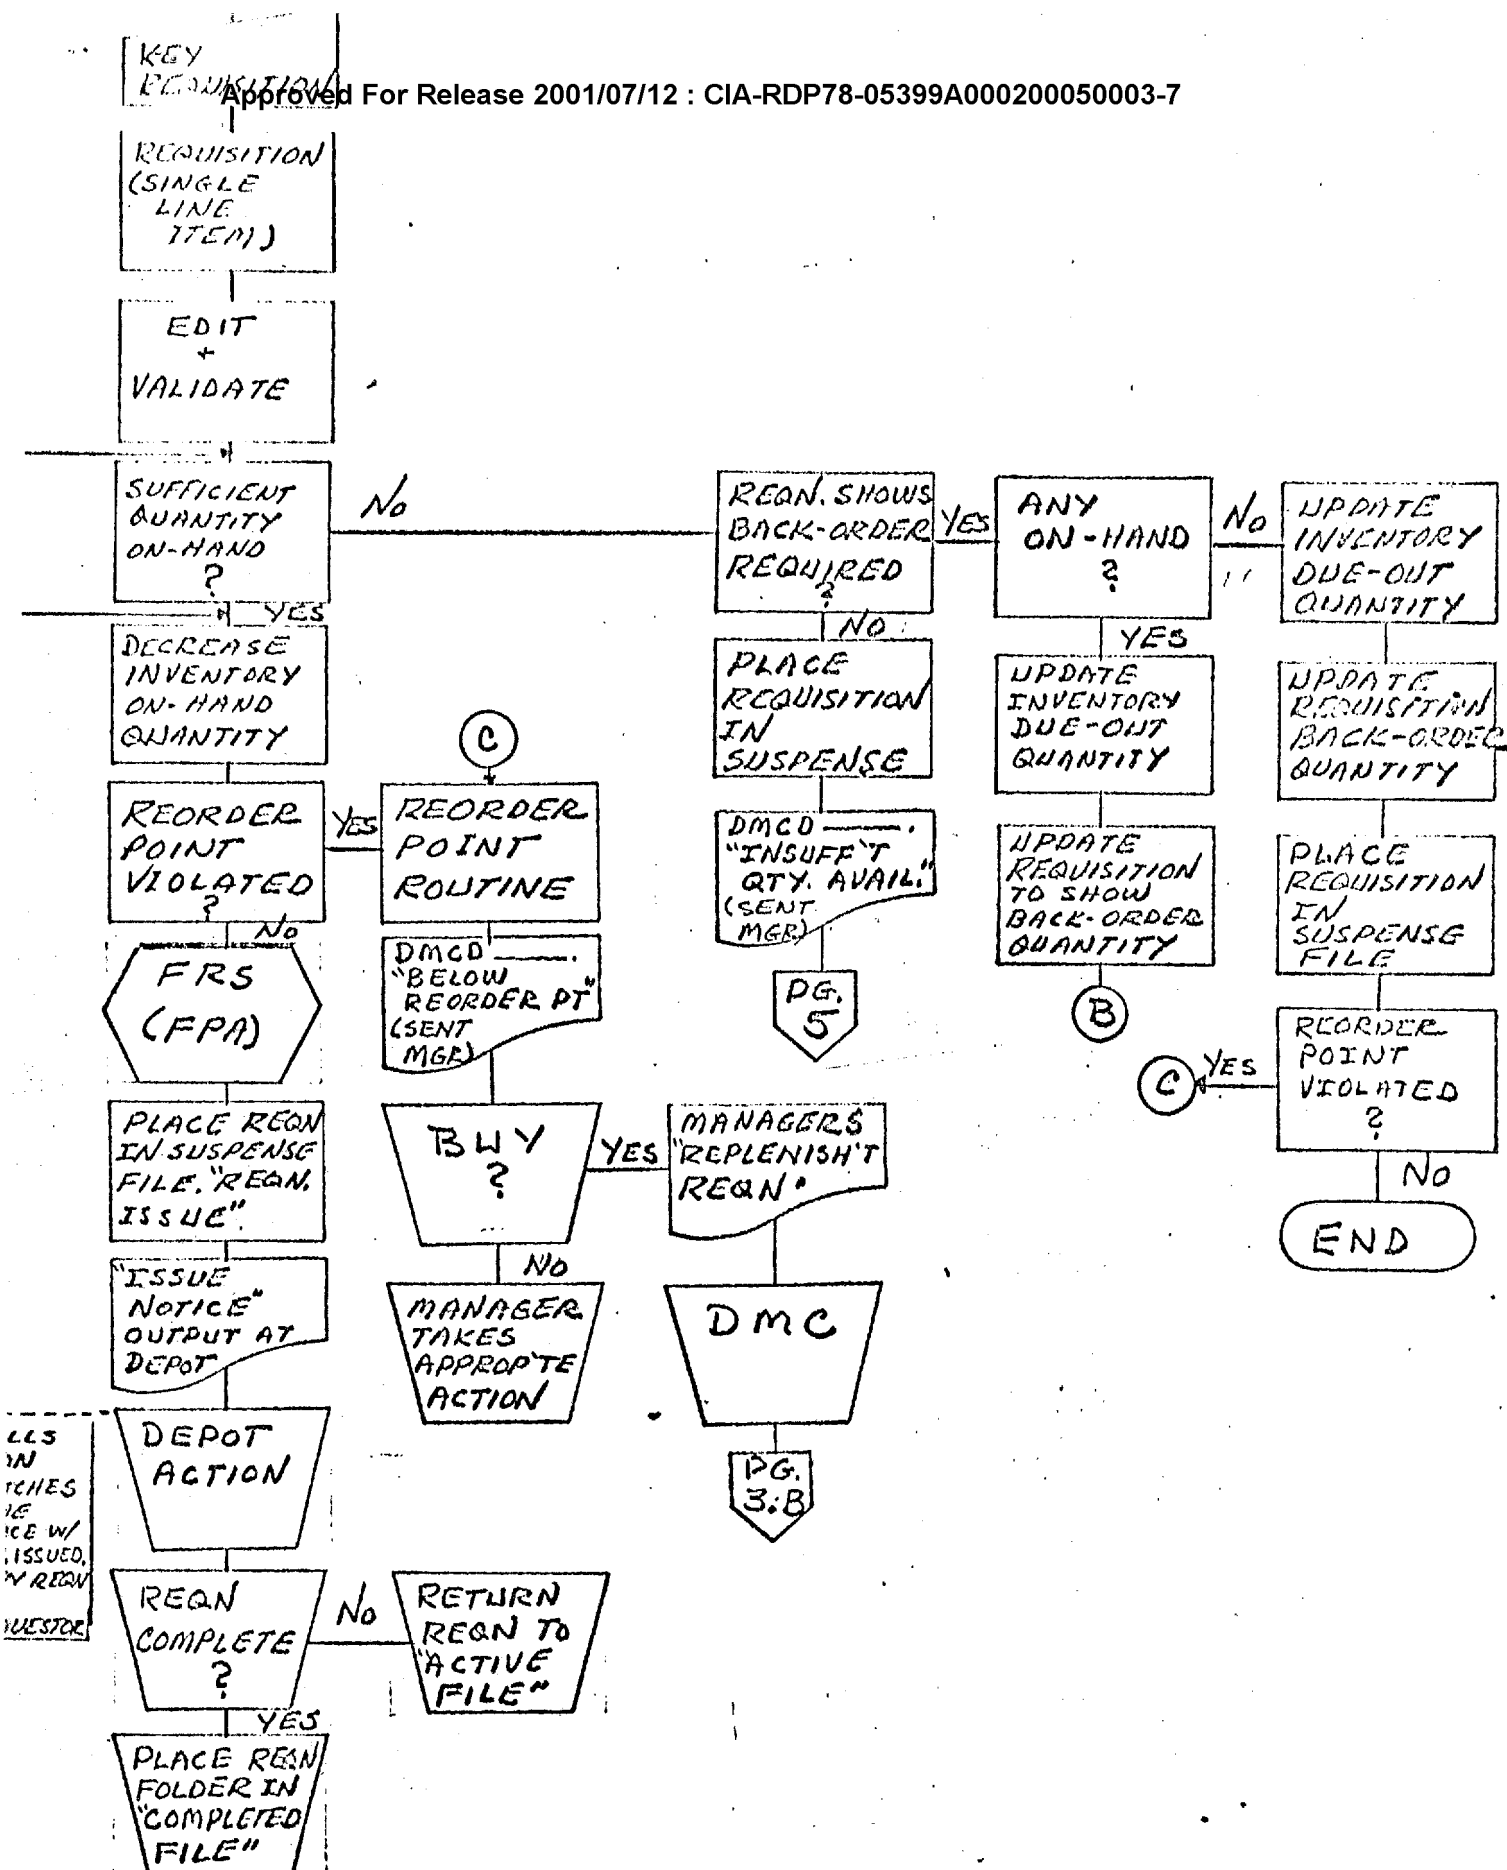 KEY
REQUISITION
Approved For Release 2001/07/12 : CIA-RDP78-05399A000200050003-7
REQUISITION
(SINGLE
LINE
ITEM)
EDIT
+
VALIDATE
SUFFICIENT
QUANTITY
ON-HAND
?
No
YES
DECREASE
INVENTORY
ON-HAND
QUANTITY
REORDER
POINT
VIOLATED
?
YES
No
FRS
(FPA)
PLACE REQN
IN SUSPENSE
FILE. "REQN.
ISSUE".
"ISSUE
NOTICE"
OUTPUT AT
DEPOT
DEPOT
ACTION
ISSUED,
REQN
REQN
COMPLETE
?
No
YES
RETURN
REQN TO
"ACTIVE
FILE"
PLACE REQN
FOLDER IN
"COMPLETED
FILE"
C
REORDER
POINT
ROUTINE
DMCD ______.
"BELOW
REORDER PT"
(SENT
MGR)
BUY
?
YES
No
MANAGER
TAKES
APPROP'TE
ACTION
MANAGERS
"REPLENISH'T
REQN"
DMC
PG.
3:B
REQN. SHOWS
BACK-ORDER
REQUIRED
?
YES
No
PLACE
REQUISITION
IN
SUSPENSE
DMCD ______.
"INSUFF'T
QTY. AVAIL."
(SENT
MGR)
PG.
5
ANY
ON-HAND
?
No
YES
UPDATE
INVENTORY
DUE-OUT
QUANTITY
UPDATE
REQUISITION
TO SHOW
BACK-ORDER
QUANTITY
B
UPDATE
INVENTORY
DUE-OUT
QUANTITY
UPDATE
REQUISITION
BACK-ORDER
QUANTITY
PLACE
REQUISITION
IN
SUSPENSE
FILE
REORDER
POINT
VIOLATED
?
YES
C
NO
END